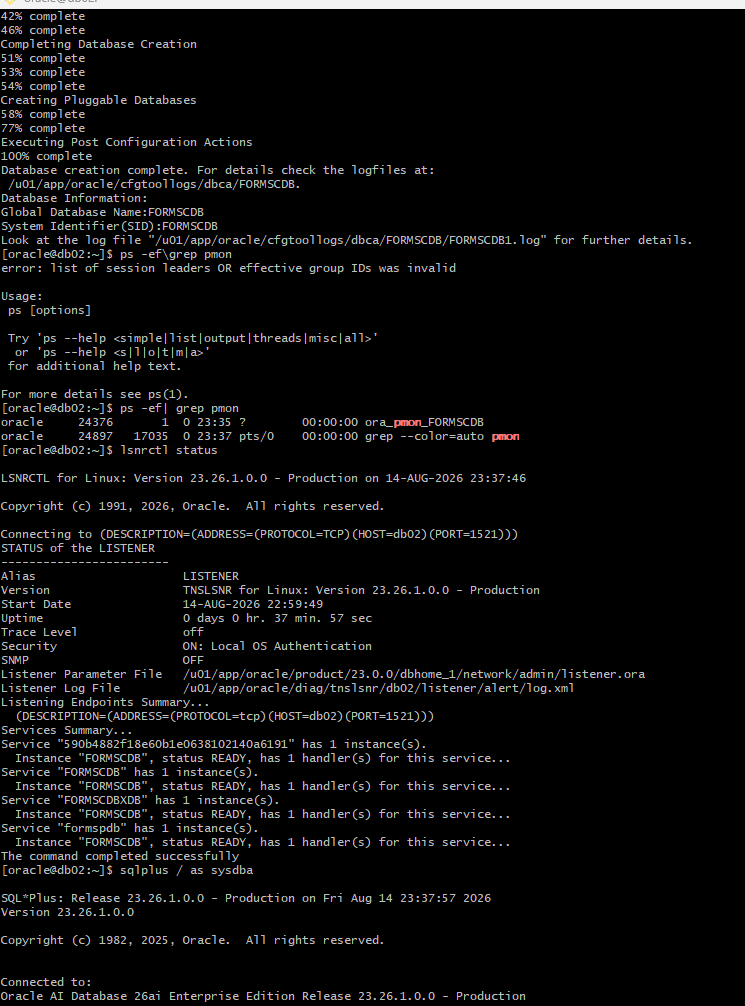 42% complete
46% complete
Completing Database Creation
51% complete
53% complete
54% complete
Creating Pluggable Databases
58% complete
77% complete
Executing Post Configuration Actions
100% complete
Database creation complete. For details check the logfiles at:
 /u01/app/oracle/cfgtoollogs/dbca/FORMSCDB.
Database Information:
Global Database Name:FORMSCDB
System Identifier(SID):FORMSCDB
Look at the log file "/u01/app/oracle/cfgtoollogs/dbca/FORMSCDB/FORMSCDB1.log" for further details.
[oracle@db02:~]$ ps -ef\grep pmon
error: list of session leaders OR effective group IDs was invalid

Usage:
 ps [options]

 Try 'ps --help <simple|list|output|threads|misc|all>'
  or 'ps --help <s|l|o|t|m|a>'
 for additional help text.

For more details see ps(1).
[oracle@db02:~]$ ps -ef| grep pmon
oracle     24376       1  0 23:35 ?        00:00:00 ora_pmon_FORMSCDB
oracle     24897   17035  0 23:37 pts/0    00:00:00 grep --color=auto pmon
[oracle@db02:~]$ lsnrctl status

LSNRCTL for Linux: Version 23.26.1.0.0 - Production on 14-AUG-2026 23:37:46

Copyright (c) 1991, 2026, Oracle.  All rights reserved.

Connecting to (DESCRIPTION=(ADDRESS=(PROTOCOL=TCP)(HOST=db02)(PORT=1521)))
STATUS of the LISTENER
------------------------
Alias                     LISTENER
Version                   TNSLSNR for Linux: Version 23.26.1.0.0 - Production
Start Date                14-AUG-2026 22:59:49
Uptime                    0 days 0 hr. 37 min. 57 sec
Trace Level               off
Security                  ON: Local OS Authentication
SNMP                      OFF
Listener Parameter File   /u01/app/oracle/product/23.0.0/dbhome_1/network/admin/listener.ora
Listener Log File         /u01/app/oracle/diag/tnslsnr/db02/listener/alert/log.xml
Listening Endpoints Summary...
  (DESCRIPTION=(ADDRESS=(PROTOCOL=tcp)(HOST=db02)(PORT=1521)))
Services Summary...
Service "590b4882f18e60b1e0638102140a6191" has 1 instance(s).
  Instance "FORMSCDB", status READY, has 1 handler(s) for this service...
Service "FORMSCDB" has 1 instance(s).
  Instance "FORMSCDB", status READY, has 1 handler(s) for this service...
Service "FORMSCDBXDB" has 1 instance(s).
  Instance "FORMSCDB", status READY, has 1 handler(s) for this service...
Service "formspdb" has 1 instance(s).
  Instance "FORMSCDB", status READY, has 1 handler(s) for this service...
The command completed successfully
[oracle@db02:~]$ sqlplus / as sysdba

SQL*Plus: Release 23.26.1.0.0 - Production on Fri Aug 14 23:37:57 2026
Version 23.26.1.0.0

Copyright (c) 1982, 2025, Oracle.  All rights reserved.


Connected to:
Oracle AI Database 26ai Enterprise Edition Release 23.26.1.0.0 - Production